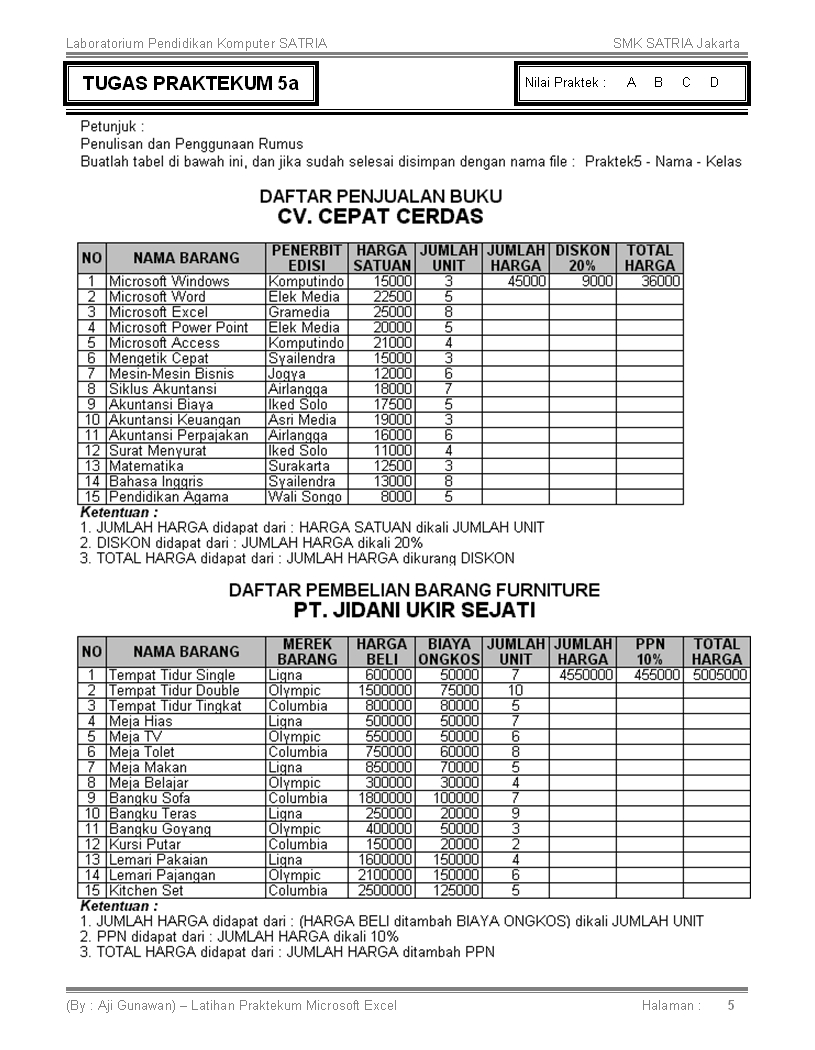 Laboratorium Pendidikan Komputer SATRIA SMK SATRIA Jakarta
TUGAS PRAKTEKUM 5a Nilai Praktek : A B C D
Petunjuk :
Penulisan dan Penggunaan Rumus
Buatlah tabel di bawah ini, dan jika sudah selesai disimpan dengan nama file : Praktek5 - Nama - Kelas
DAFTAR PENJUALAN BUKU
CV. CEPAT CERDAS
NO NAMA BARANG PENERBIT EDISI HARGA SATUAN JUMLAH UNIT JUMLAH HARGA DISKON 20% TOTAL HARGA
1 Microsoft Windows Komputindo 15000 3 45000 9000 36000
2 Microsoft Word Elek Media 22500 5
3 Microsoft Excel Gramedia 25000 8
4 Microsoft Power Point Elek Media 20000 5
5 Microsoft Access Komputindo 21000 4
6 Mengetik Cepat Syailendra 15000 3
7 Mesin-Mesin Bisnis Jogya 12000 6
8 Siklus Akuntansi Airlangga 18000 7
9 Akuntansi Biaya Iked Solo 17500 5
10 Akuntansi Keuangan Asri Media 19000 3
11 Akuntansi Perpajakan Airlangga 16000 6
12 Surat Menyurat Iked Solo 11000 4
13 Matematika Surakarta 12500 3
14 Bahasa Inggris Syailendra 13000 8
15 Pendidikan Agama Wali Songo 8000 5
Ketentuan :
1. JUMLAH HARGA didapat dari : HARGA SATUAN dikali JUMLAH UNIT
2. DISKON didapat dari : JUMLAH HARGA dikali 20%
3. TOTAL HARGA didapat dari : JUMLAH HARGA dikurang DISKON
DAFTAR PEMBELIAN BARANG FURNITURE
PT. JIDANI UKIR SEJATI
NO NAMA BARANG MEREK BARANG HARGA BELI BIAYA ONGKOS JUMLAH UNIT JUMLAH HARGA PPN 10% TOTAL HARGA
1 Tempat Tidur Single Ligna 600000 50000 7 4550000 455000 5005000
2 Tempat Tidur Double Olympic 1500000 75000 10
3 Tempat Tidur Tingkat Columbia 800000 80000 5
4 Meja Hias Ligna 500000 50000 7
5 Meja TV Olympic 550000 50000 6
6 Meja Tolet Columbia 750000 60000 8
7 Meja Makan Ligna 850000 70000 5
8 Meja Belajar Olympic 300000 30000 4
9 Bangku Sofa Columbia 1800000 100000 7
10 Bangku Teras Ligna 250000 20000 9
11 Bangku Goyang Olympic 400000 50000 3
12 Kursi Putar Columbia 150000 20000 2
13 Lemari Pakaian Ligna 1600000 150000 4
14 Lemari Pajangan Olympic 2100000 150000 6
15 Kitchen Set Columbia 2500000 125000 5
Ketentuan :
1. JUMLAH HARGA didapat dari : (HARGA BELI ditambah BIAYA ONGKOS) dikali JUMLAH UNIT
2. PPN didapat dari : JUMLAH HARGA dikali 10%
3. TOTAL HARGA didapat dari : JUMLAH HARGA ditambah PPN
(By : Aji Gunawan) – Latihan Praktekum Microsoft Excel Halaman : 5